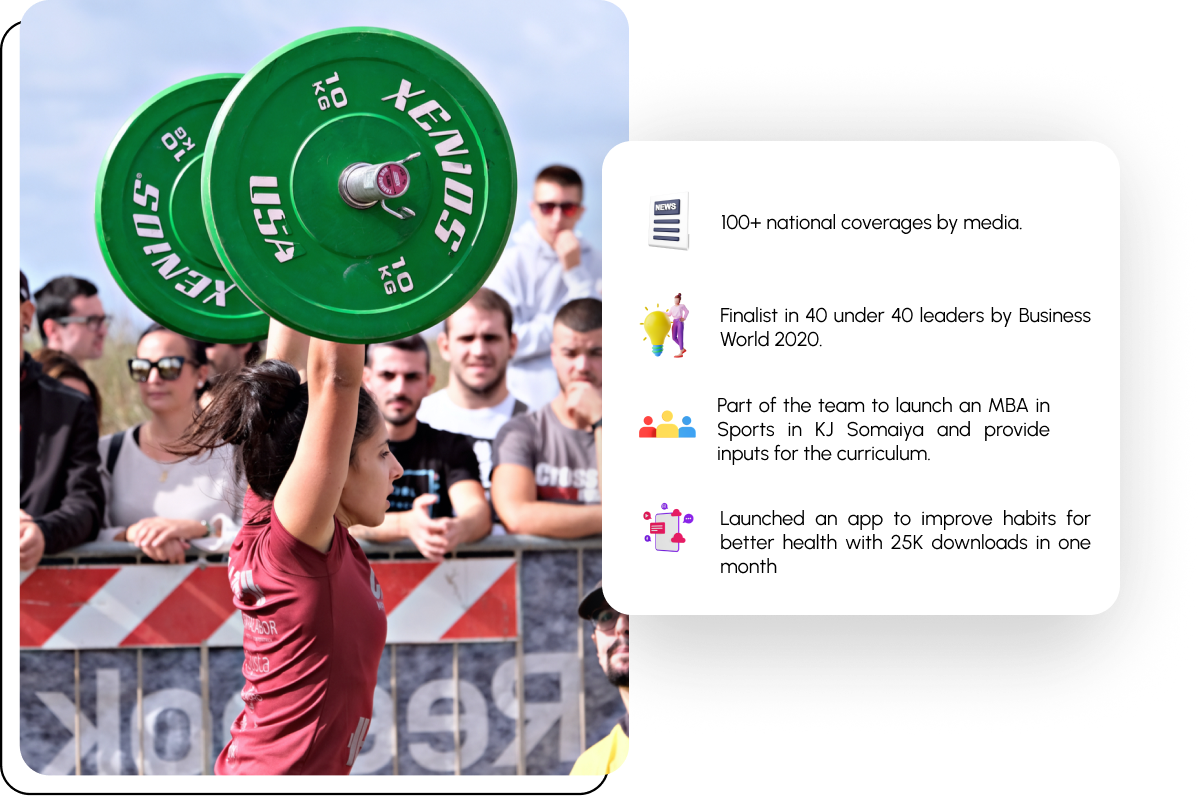 10
KG
XENIOS
USA
10
KG
10
KG
XENIOS
®
Reebok
Cross
NEWS
100+ national coverages by media.
Finalist in 40 under 40 leaders by Business
World 2020.
Part of the team to launch an MBA in
Sports in KJ Somaiya and provide
inputs for the curriculum.
Launched an app to improve habits for
better health with 25K downloads in one
month